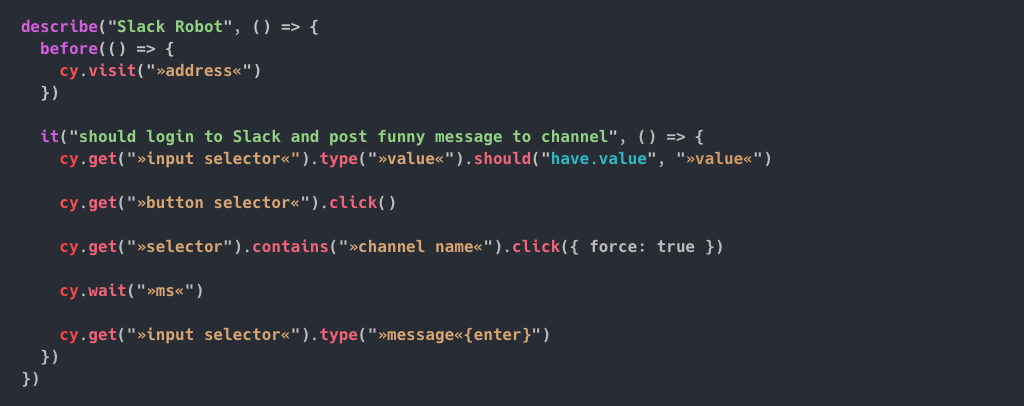 describe("Slack Robot", () => {
  before(() => {
    cy.visit("»address«")
  })
  it("should login to Slack and post funny message to channel", () => {
    cy.get("»input selector«").type("»value«").should("have.value", "»value«")
    cy.get("»button selector«").click()
    cy.get("»selector").contains("»channel name«").click({ force: true })
    cy.wait("»ms«")
    cy.get("»input selector«").type("»message«{enter}")
  })
})